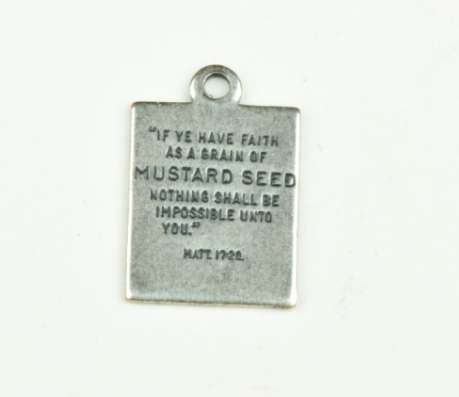 "IF YE HAVE FAITH
AS A GRAIN OF
MUSTARD SEED
NOTHING SHALL BE
IMPOSSIBLE UNTO
YOU."
MATT. 17:20.